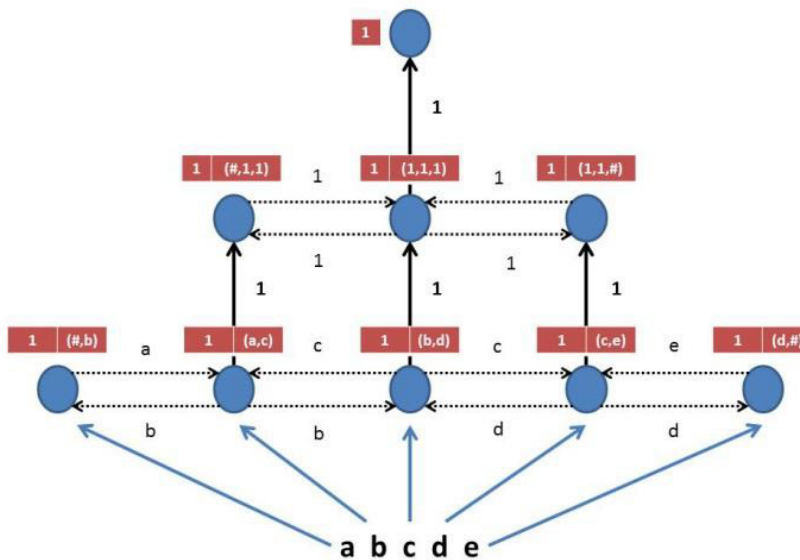 1
1
1 (#,1,1) 1 (1,1,1) 1 (1,1,#)
1 1
1 1
1 1 1
1 (#,b) 1 (a,c) 1 (b,d) 1 (c,e) 1 (d,#)
a c c e
b b d d
a b c d e